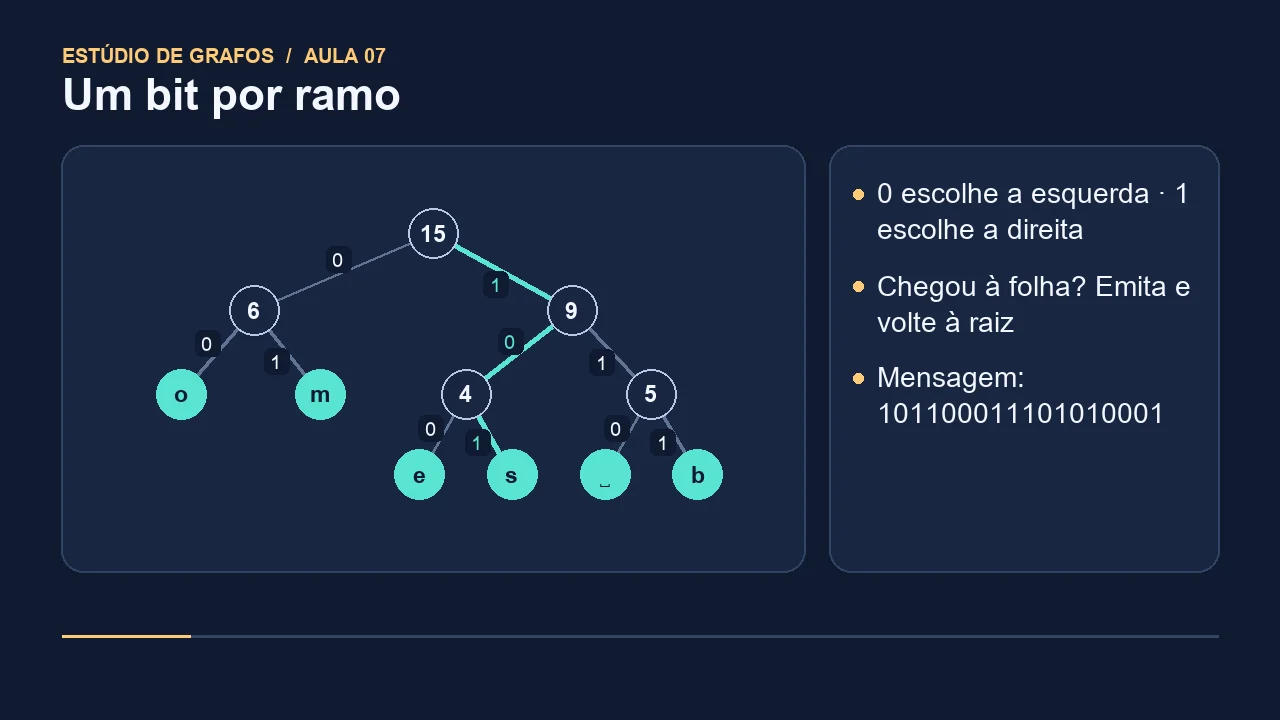 ESTÚDIO DE GRAFOS / AULA 07
Um bit por ramo
15
0
1
6
9
0
1
0
1
o
m
4
5
0
1
0
1
e
s
␣
b
0 escolhe a esquerda · 1
escolhe a direita
Chegou à folha? Emita e
volte à raiz
Mensagem:
101100011101010001